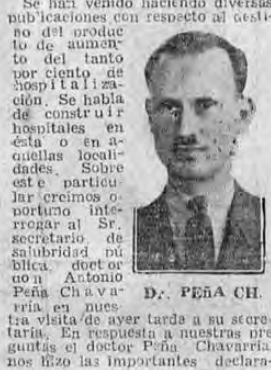 Se han venido haciendo diversas
publicaciones con respecto al desti-
no del produc
to de aumen-
to del tanto
por ciento de
hospitaliza-
ción. Se habla
de construir
hospitales en
ésta o en a-
quellas locali-
dades. Sobre
este particu-
lar creímos o-
portuno inte-
rrogar al Sr.
secretario de
salubridad pú
blica, doctor
don Antonio
Peña Chava-
rría en nues-
Dr. PEñA CH.
tra visita de ayer tarde a su secre-
taría. En respuesta a nuestras pre
guntas el doctor Peña Chavarría
nos hizo las importantes declara-